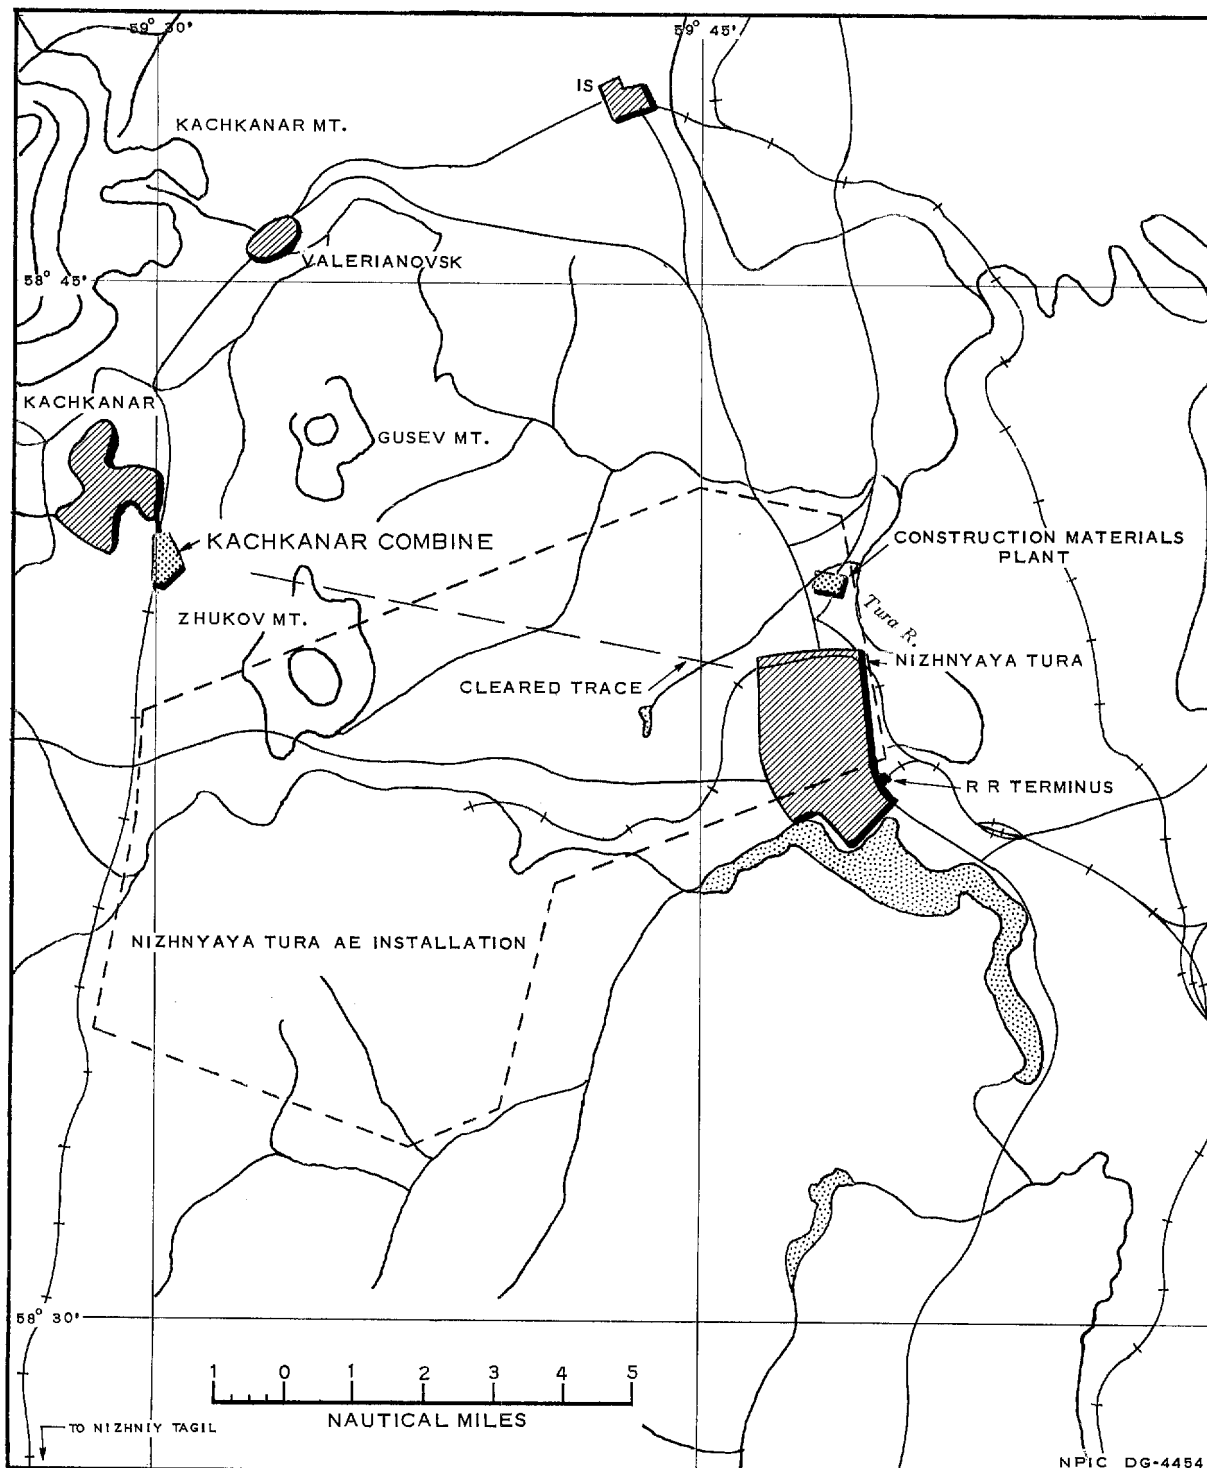 59° 30'
59° 45'
IS
KACHKANAR MT.
VALERIANOVSK
58° 45'
KACHKANAR
GUSEV MT.
KACHKANAR COMBINE
CONSTRUCTION MATERIALS
PLANT
ZHUKOV MT.
Tura R.
NIZHNYAYA TURA
CLEARED TRACE
R R TERMINUS
NIZHNYAYA TURA AE INSTALLATION
58° 30'
1 0 1 2 3 4 5
NAUTICAL MILES
TO NIZHNIY TAGIL
NPIC DG-4454